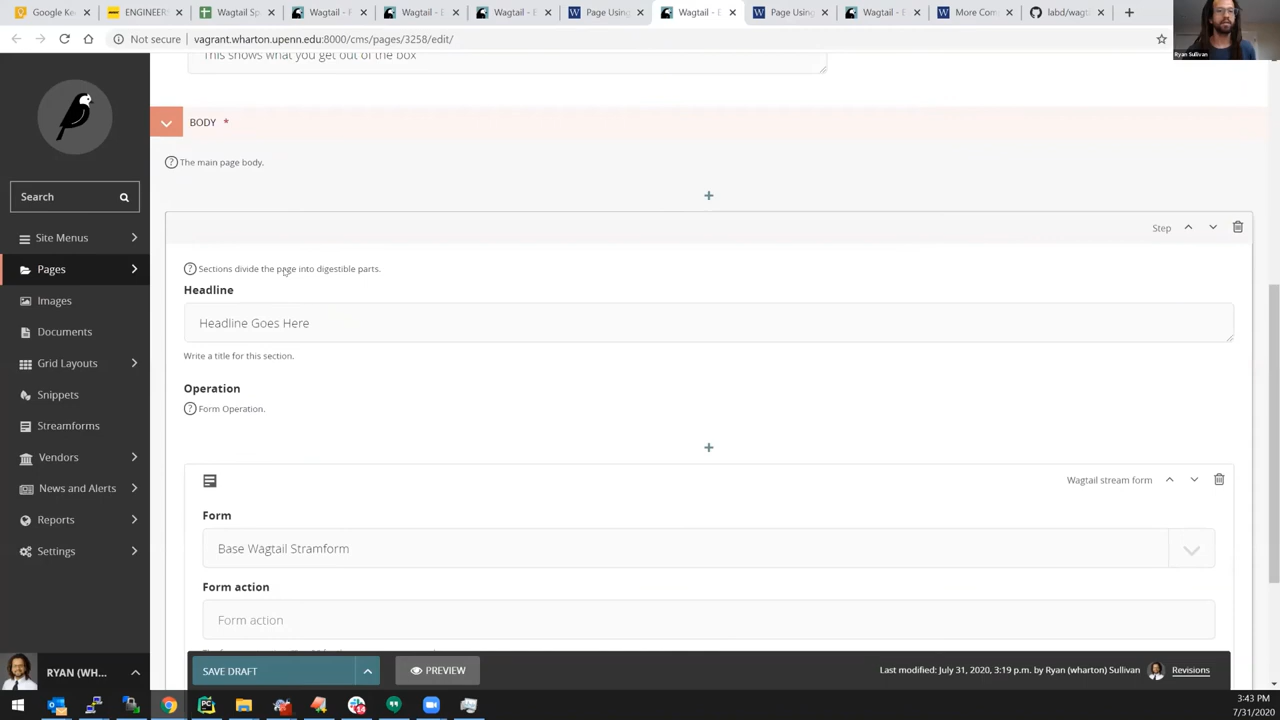 Google Ke
ENGINEER
Wagtail Sp
Wagtail - E
Wagtail - E
Wagtail - E
Page Using
Wagtail - E
Page Using
Wagtail - E
More Com
labd/wagt
Not secure
vagrant.wharton.upenn.edu:8000/cms/pages/3258/edit/
Ryan Sullivan
This shows what you get out of the box
BODY *
The main page body.
Search
Step
Site Menus
Pages
Sections divide the page into digestible parts.
Headline
Images
Headline Goes Here
Documents
Write a title for this section.
Grid Layouts
Operation
Snippets
Form Operation.
Streamforms
Vendors
Wagtail stream form
News and Alerts
Form
Reports
Base Wagtail Stramform
Settings
Form action
Form action
RYAN (WH...
SAVE DRAFT
PREVIEW
Last modified: July 31, 2020, 3:19 p.m. by Ryan (wharton) Sullivan
Revisions
3:43 PM
7/31/2020